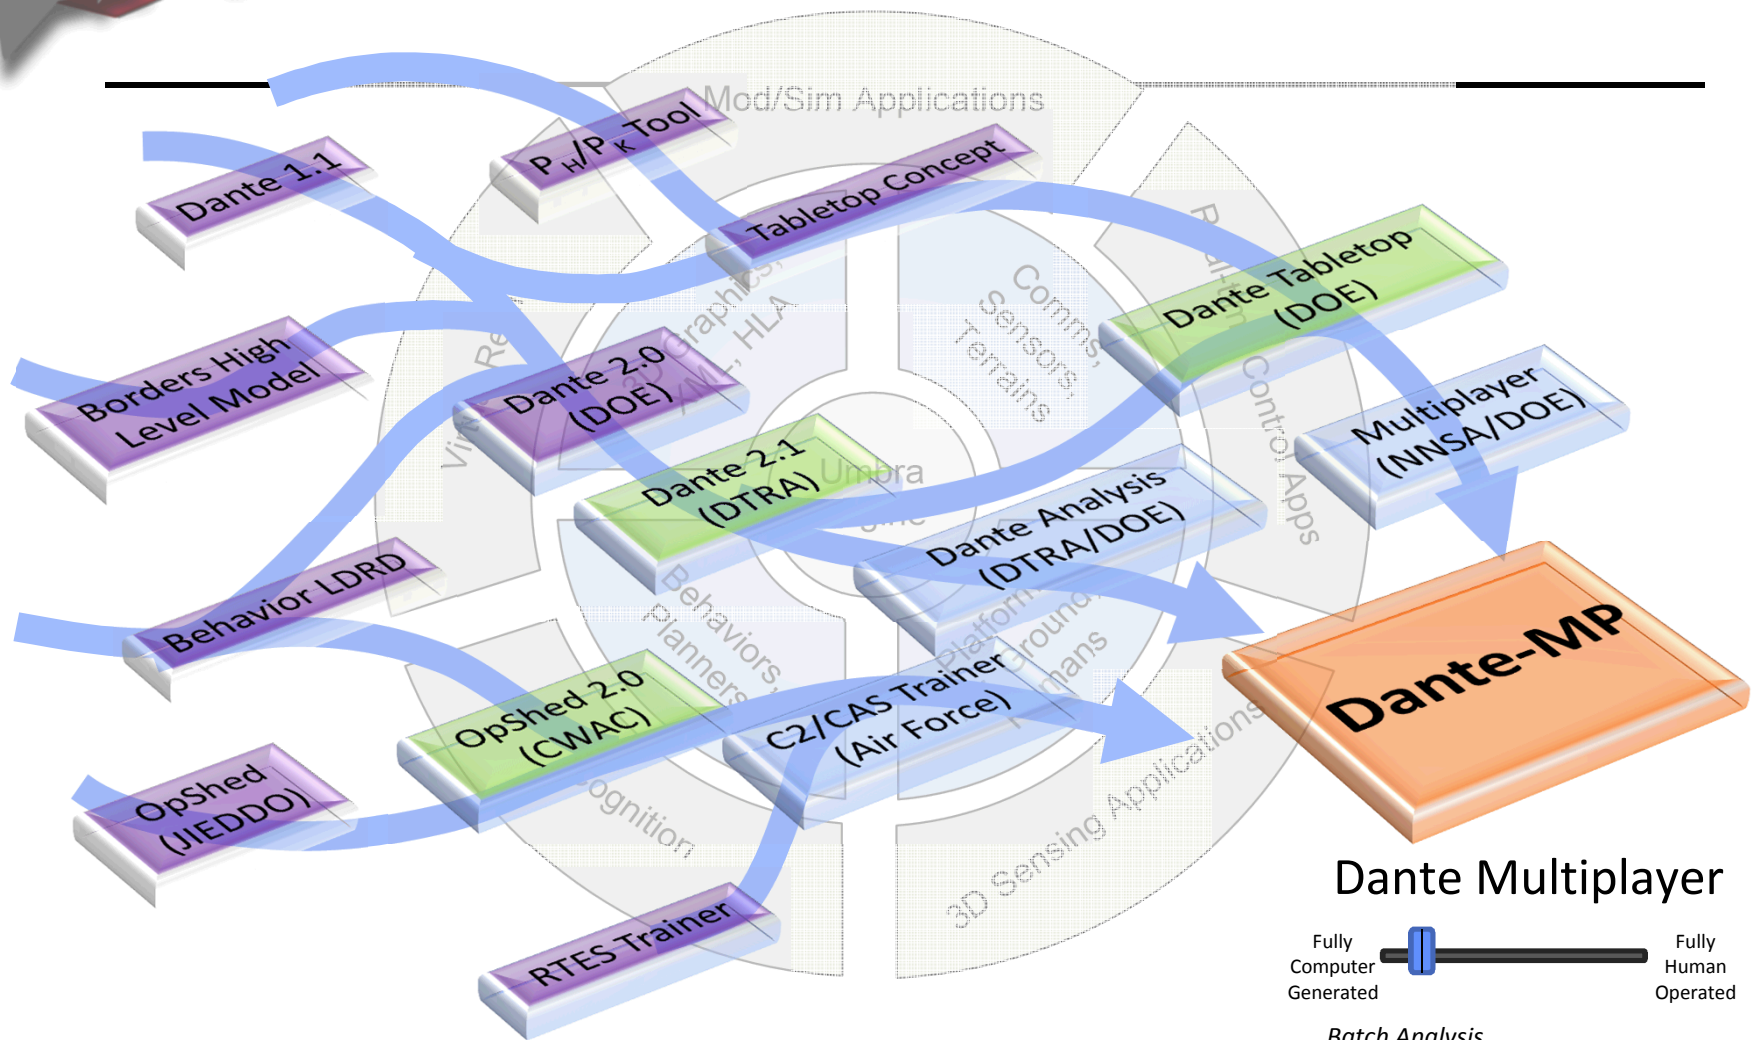 Mod/Sim Applications
P H/P K Tool
Dante 1.1
Tabletop Concept
Comms,
Sensors,
Terrains
Dante Tabletop
(DOE)
Borders High
Level Model
Dante 2.0
(DOE)
Control Apps
Multiplayer
(NNSA/DOE)
Dante 2.1
(DTRA)
Umbra
Dante Analysis
(DTRA/DOE)
Behavior LDRD
Behaviors,
Planners
Dante-MP
OpShed 2.0
(CWAC)
C2/CAS Trainer
(Air Force)
OpShed
(JIEDDO)
3D Sensing Applications
RTES Trainer
Dante Multiplayer
Fully
Computer
Generated
Fully
Human
Operated
Batch Analysis